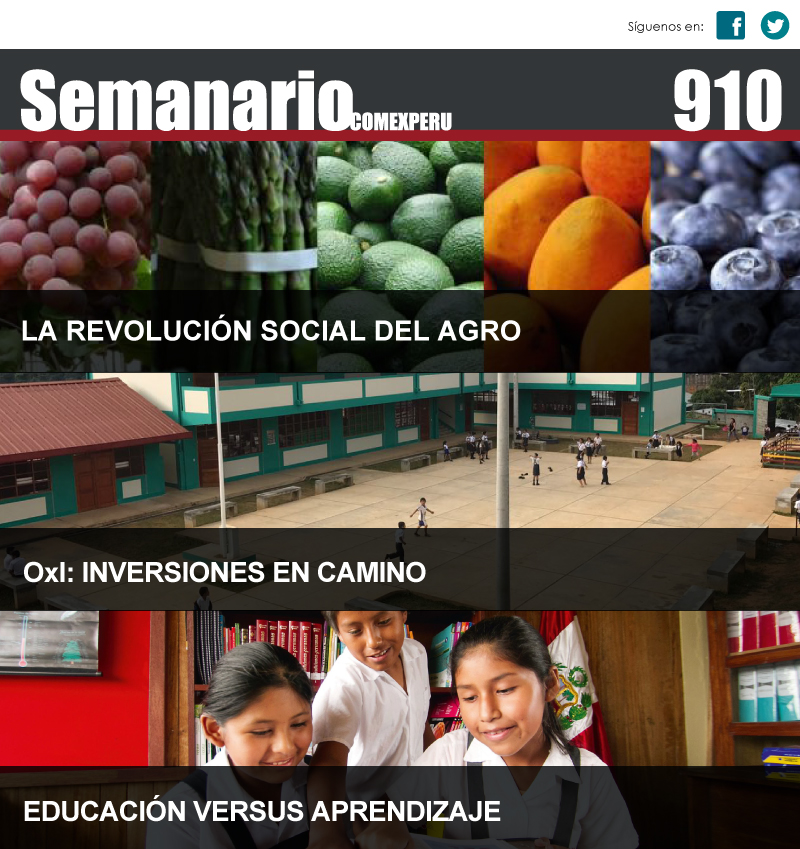 Síguenos en:
Semanario COMEXPERU 910
LA REVOLUCIÓN SOCIAL DEL AGRO
OxI: INVERSIONES EN CAMINO
EDUCACIÓN VERSUS APRENDIZAJE